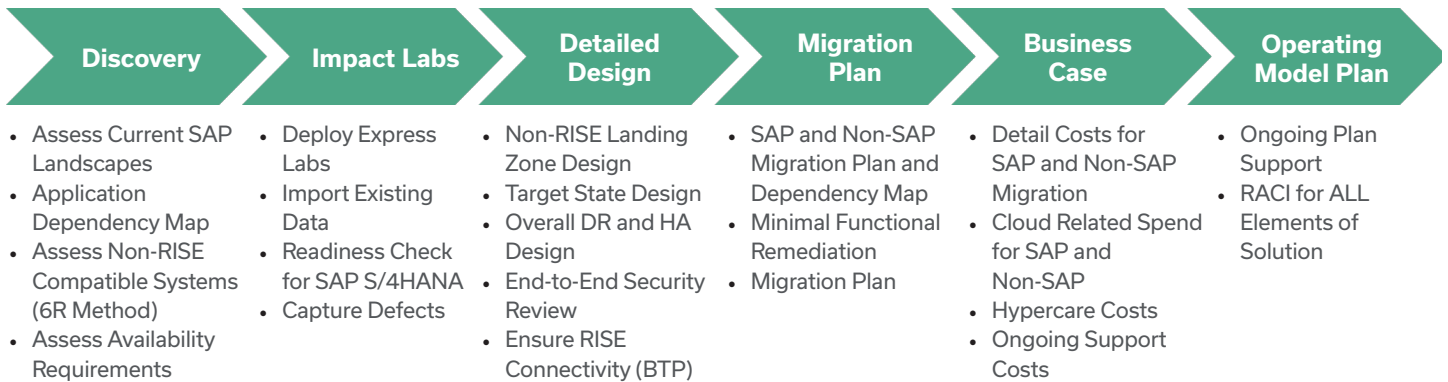 Discovery
• Assess Current SAP
Landscapes
• Application
Dependency Map
• Assess Non-RISE
Compatible Systems
(6R Method)
• Assess Availability
Requirements
Impact Labs
• Deploy Express
Labs
• Import Existing
Data
• Readiness Check
for SAP S/4HANA
• Capture Defects
Detailed
Design
• Non-RISE Landing
Zone Design
• Target State Design
• Overall DR and HA
Design
• End-to-End Security
Review
• Ensure RISE
Connectivity (BTP)
Migration
Plan
• SAP and Non-SAP
Migration Plan and
Dependency Map
• Minimal Functional
Remediation
• Migration Plan
Business
Case
• Detail Costs for
SAP and Non-SAP
Migration
• Cloud Related Spend
for SAP and
Non-SAP
• Hypercare Costs
• Ongoing Support
Costs
Operating
Model Plan
• Ongoing Plan
Support
• RACI for ALL
Elements of
Solution